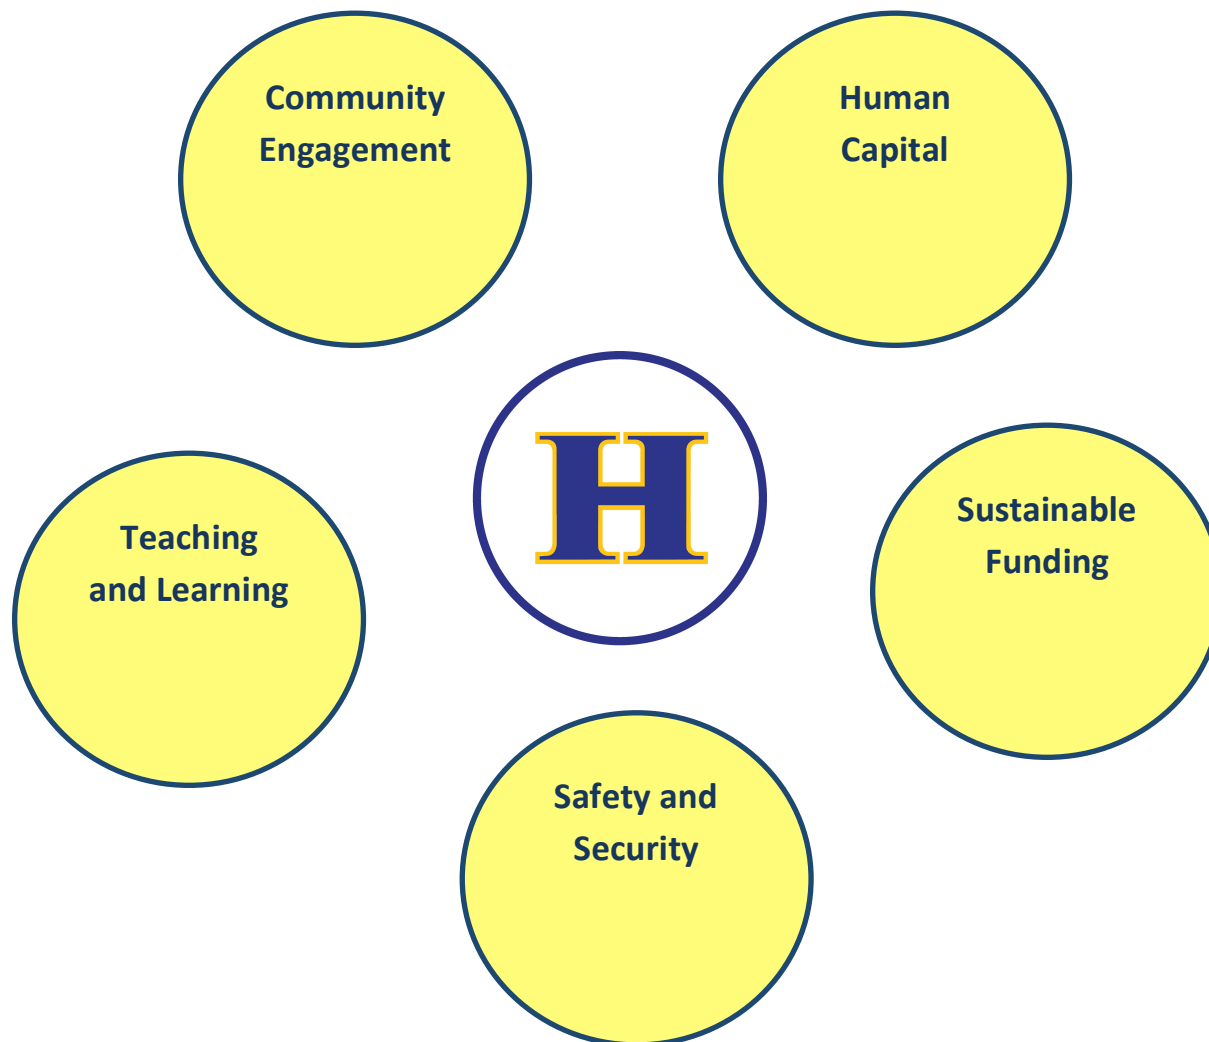 Community
Engagement
Human
Capital
H
Teaching
and Learning
Sustainable
Funding
Safety and
Security